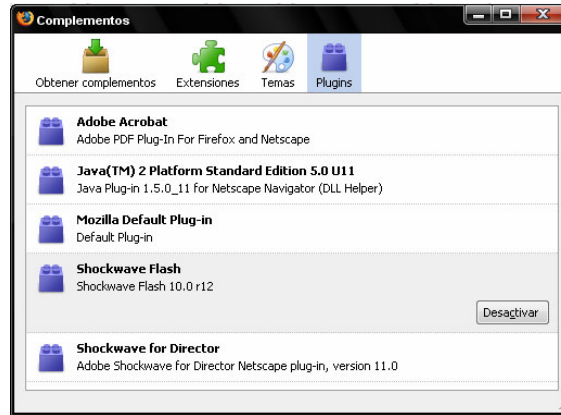 Complementos
Obtener complementos Extensiones Temas Plugins
Adobe Acrobat
Adobe PDF Plug-In For Firefox and Netscape
Java(TM) 2 Platform Standard Edition 5.0 U11
Java Plug-in 1.5.0_11 for Netscape Navigator (DLL Helper)
Mozilla Default Plug-in
Default Plug-in
Shockwave Flash
Shockwave Flash 10.0 r12
Desactivar
Shockwave for Director
Adobe Shockwave for Director Netscape plug-in, version 11.0